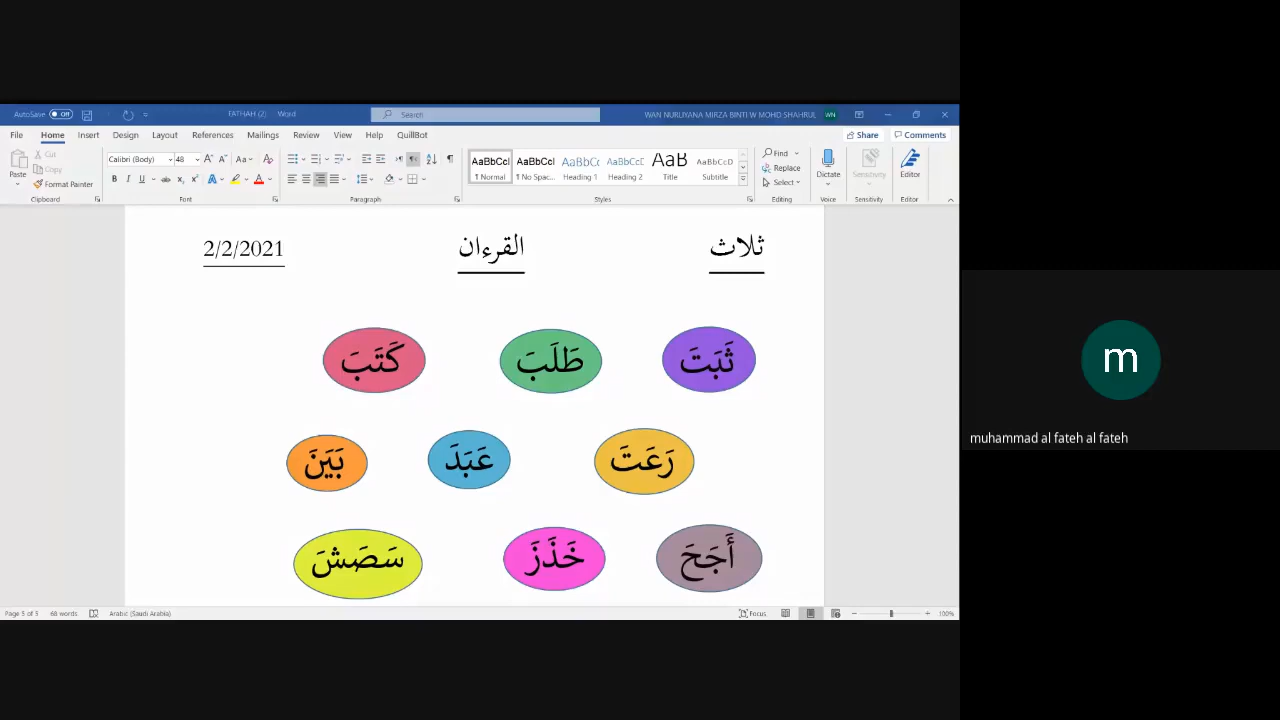 AutoSave Off FATHAH (2) - Word Search WAN NURLIYANA MIRZA BINTI W MOHD SHAHRUL WN
File Home Insert Design Layout References Mailings Review View Help QuillBot Share Comments
Paste Cut Copy Format Painter Clipboard
Calibri (Body) 48 Font
Paragraph
AaBbCcI AaBbCcI AaBbCc AaBbCcC AaB AaBbCcD
1 Normal 1 No Spac... Heading 1 Heading 2 Title Subtitle
Styles
Find Replace Select Editing
Dictate Voice
Sensitivity Sensitivity
Editor Editor
ثلاث القرءان 2/2/2021
ثَبَتَ طَلَبَ كَتَبَ
رَعَتَ عَبَدَ بَيَنَ
أَجَحَ خَذَزَ سَصَشَ
m
muhammad al fateh al fateh
Page 3 of 3 68 words Arabic (Saudi Arabia) Focus 100%